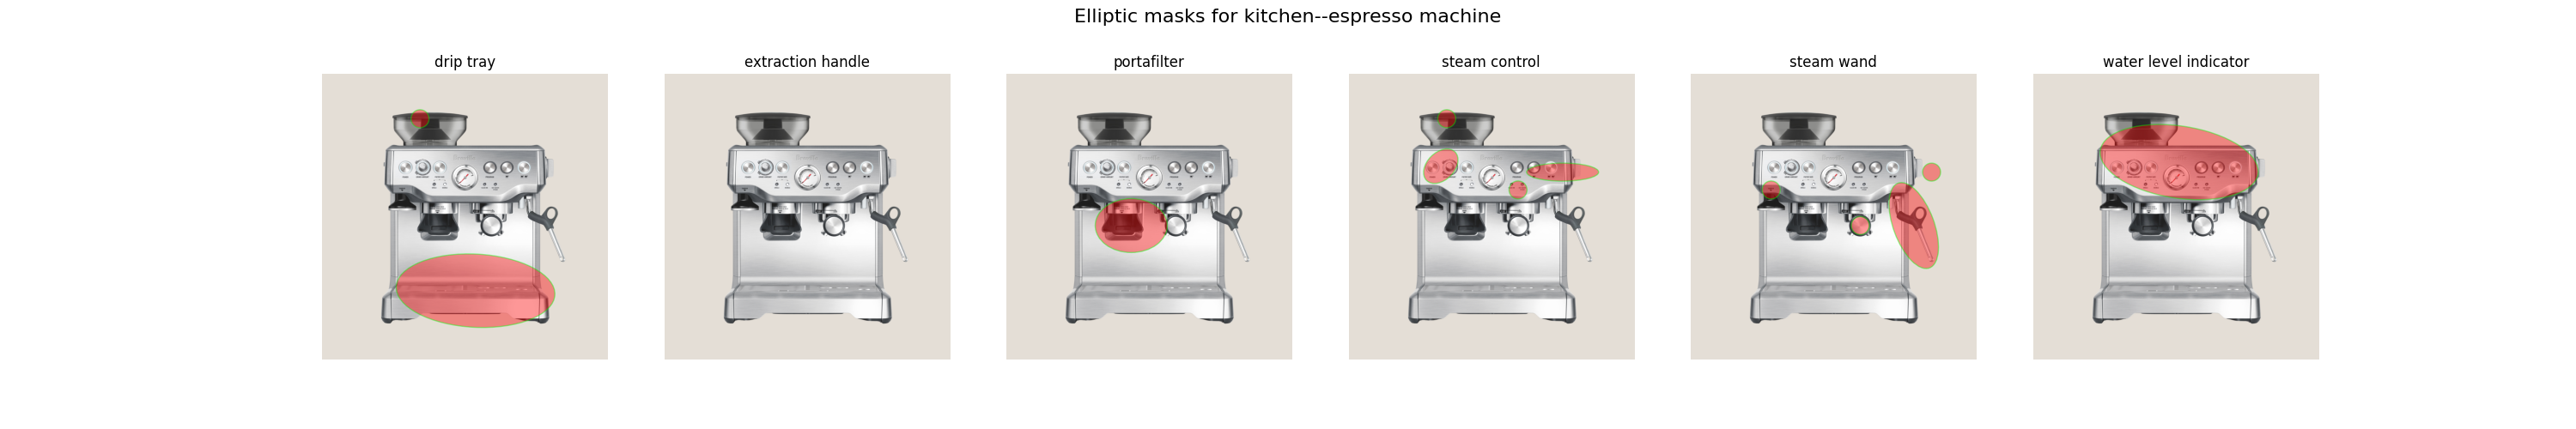 Elliptic masks for kitchen--espresso machine
drip tray
extraction handle
portafilter
steam control
steam wand
water level indicator